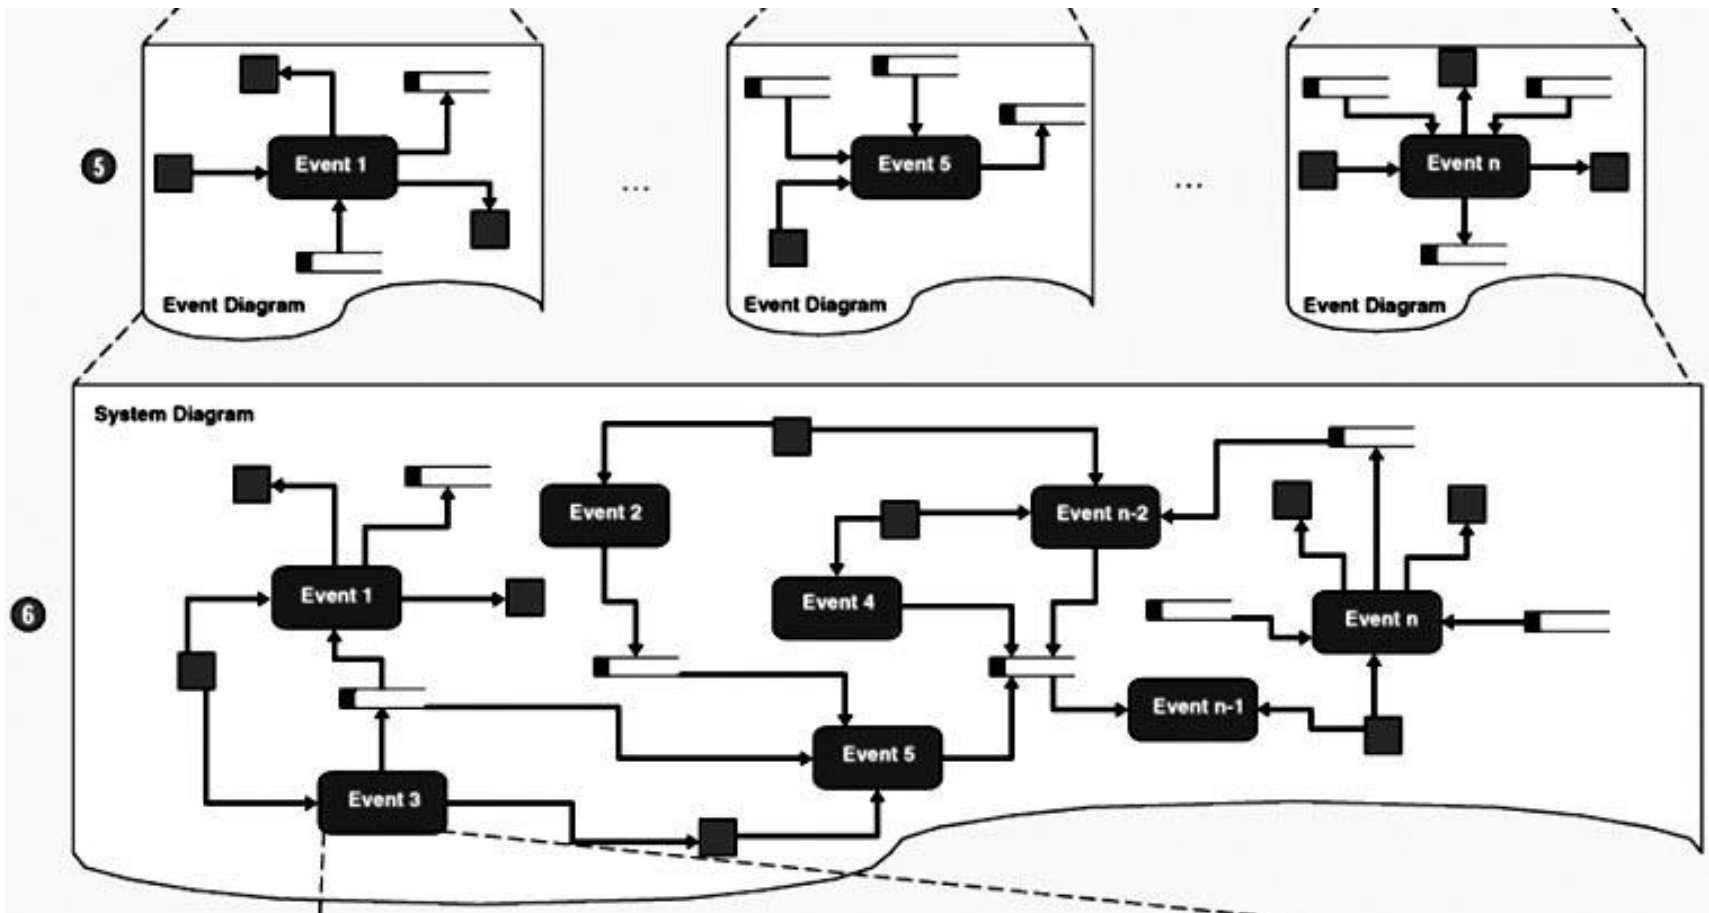 5
Event 1
Event Diagram
...
Event 5
Event Diagram
...
Event n
Event Diagram
6
System Diagram
Event 2
Event n-2
Event 1
Event 4
Event n
Event n-1
Event 5
Event 3